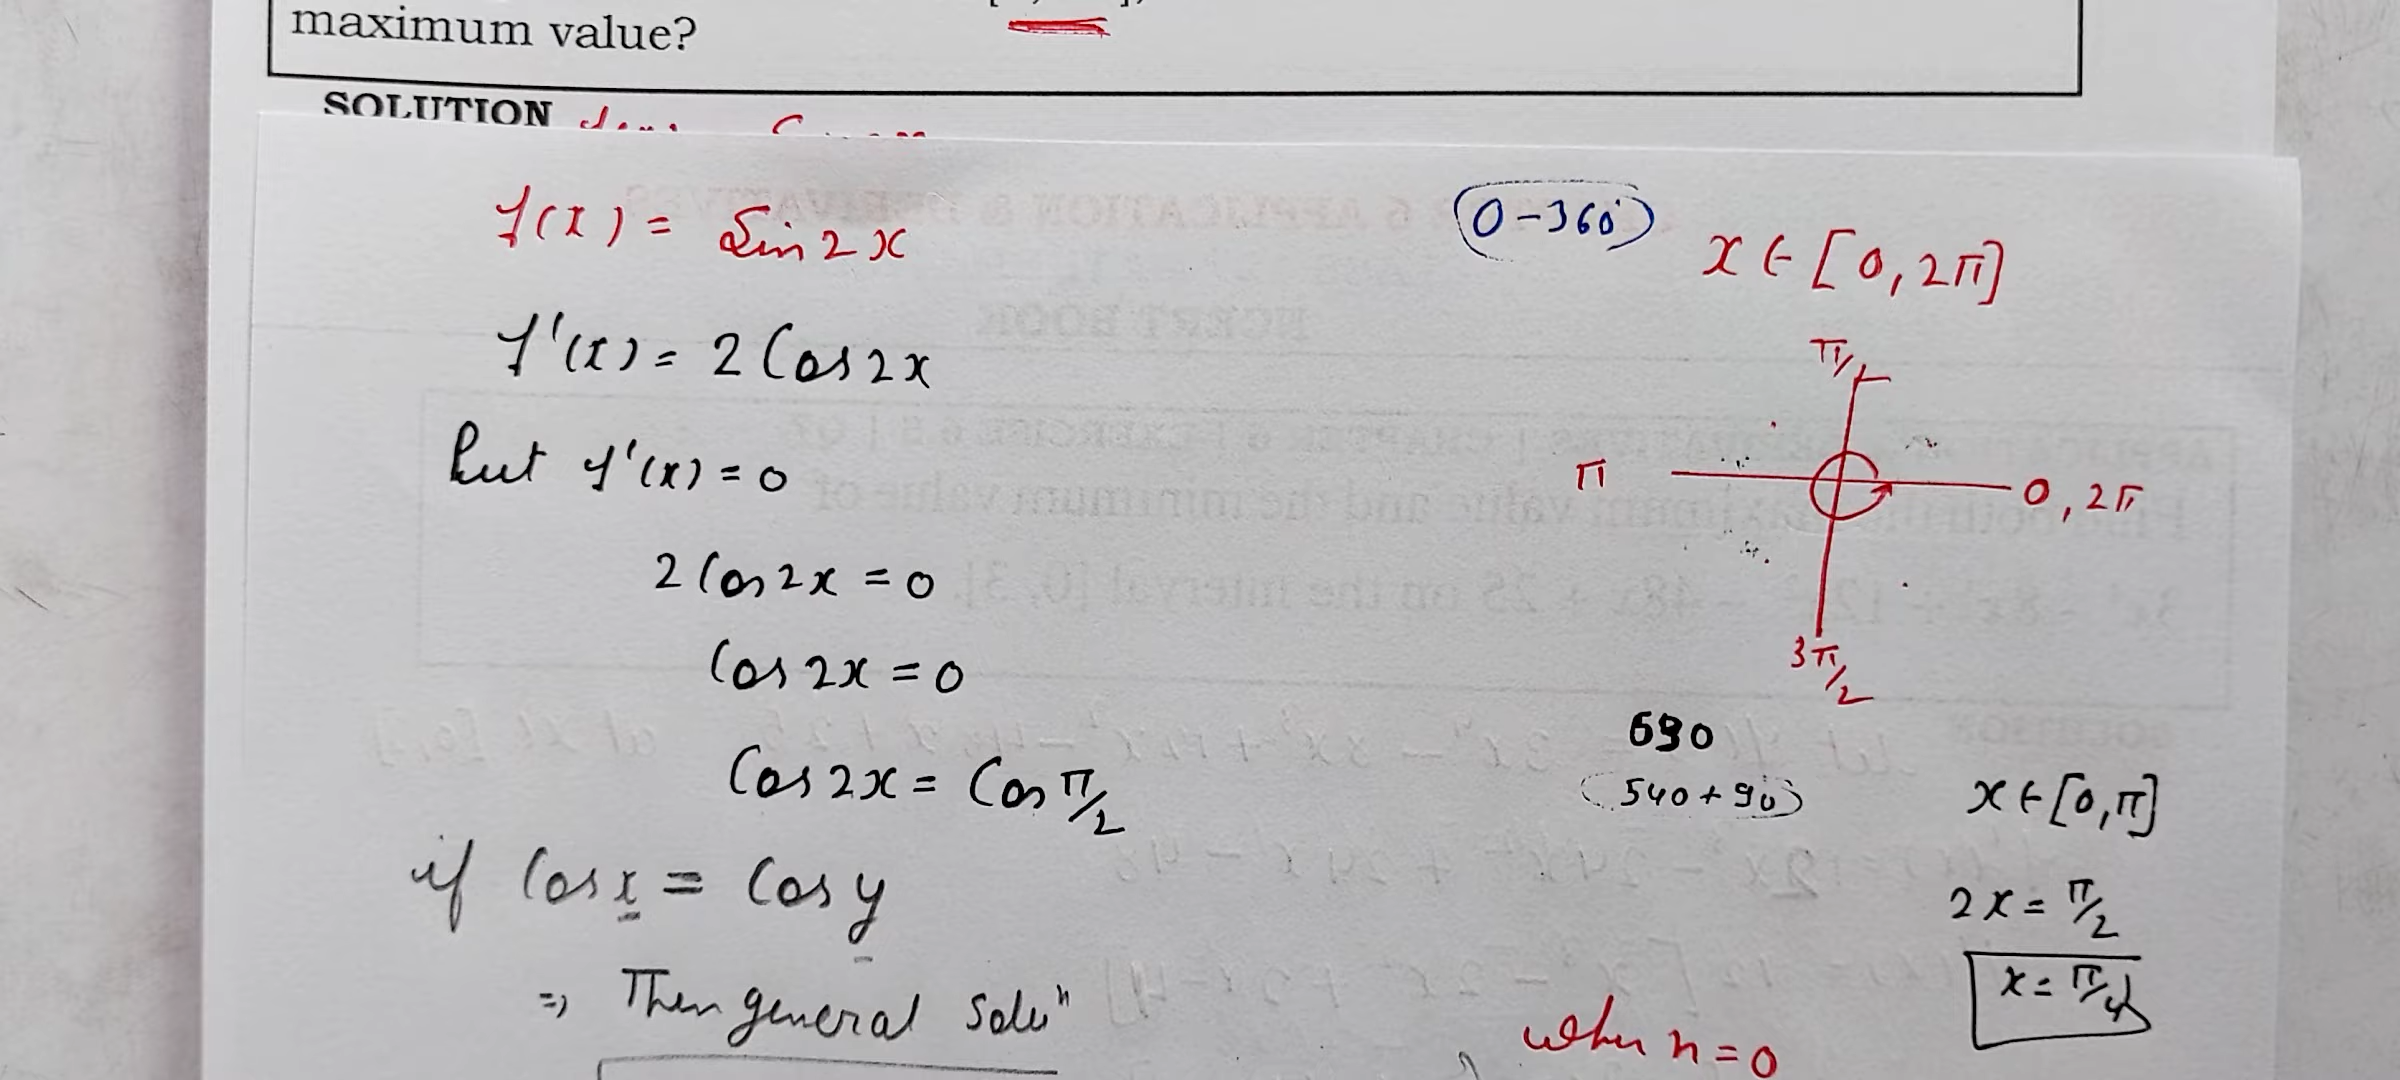 maximum value?
SOLUTION
f(x) = Sin 2x
0-360°
x ∈ [0, 2π]
f'(x) = 2 Cos 2x
Put f'(x) = 0
π
0, 2π
3π/2
2 Cos 2x = 0
Cos 2x = 0
Cos 2x = Cos π/2
630
(540+90)
x ∈ [0, π]
if Cos x = Cos y
2x = π/2
x = π/4
=> Then general Soluⁿ
when n = 0